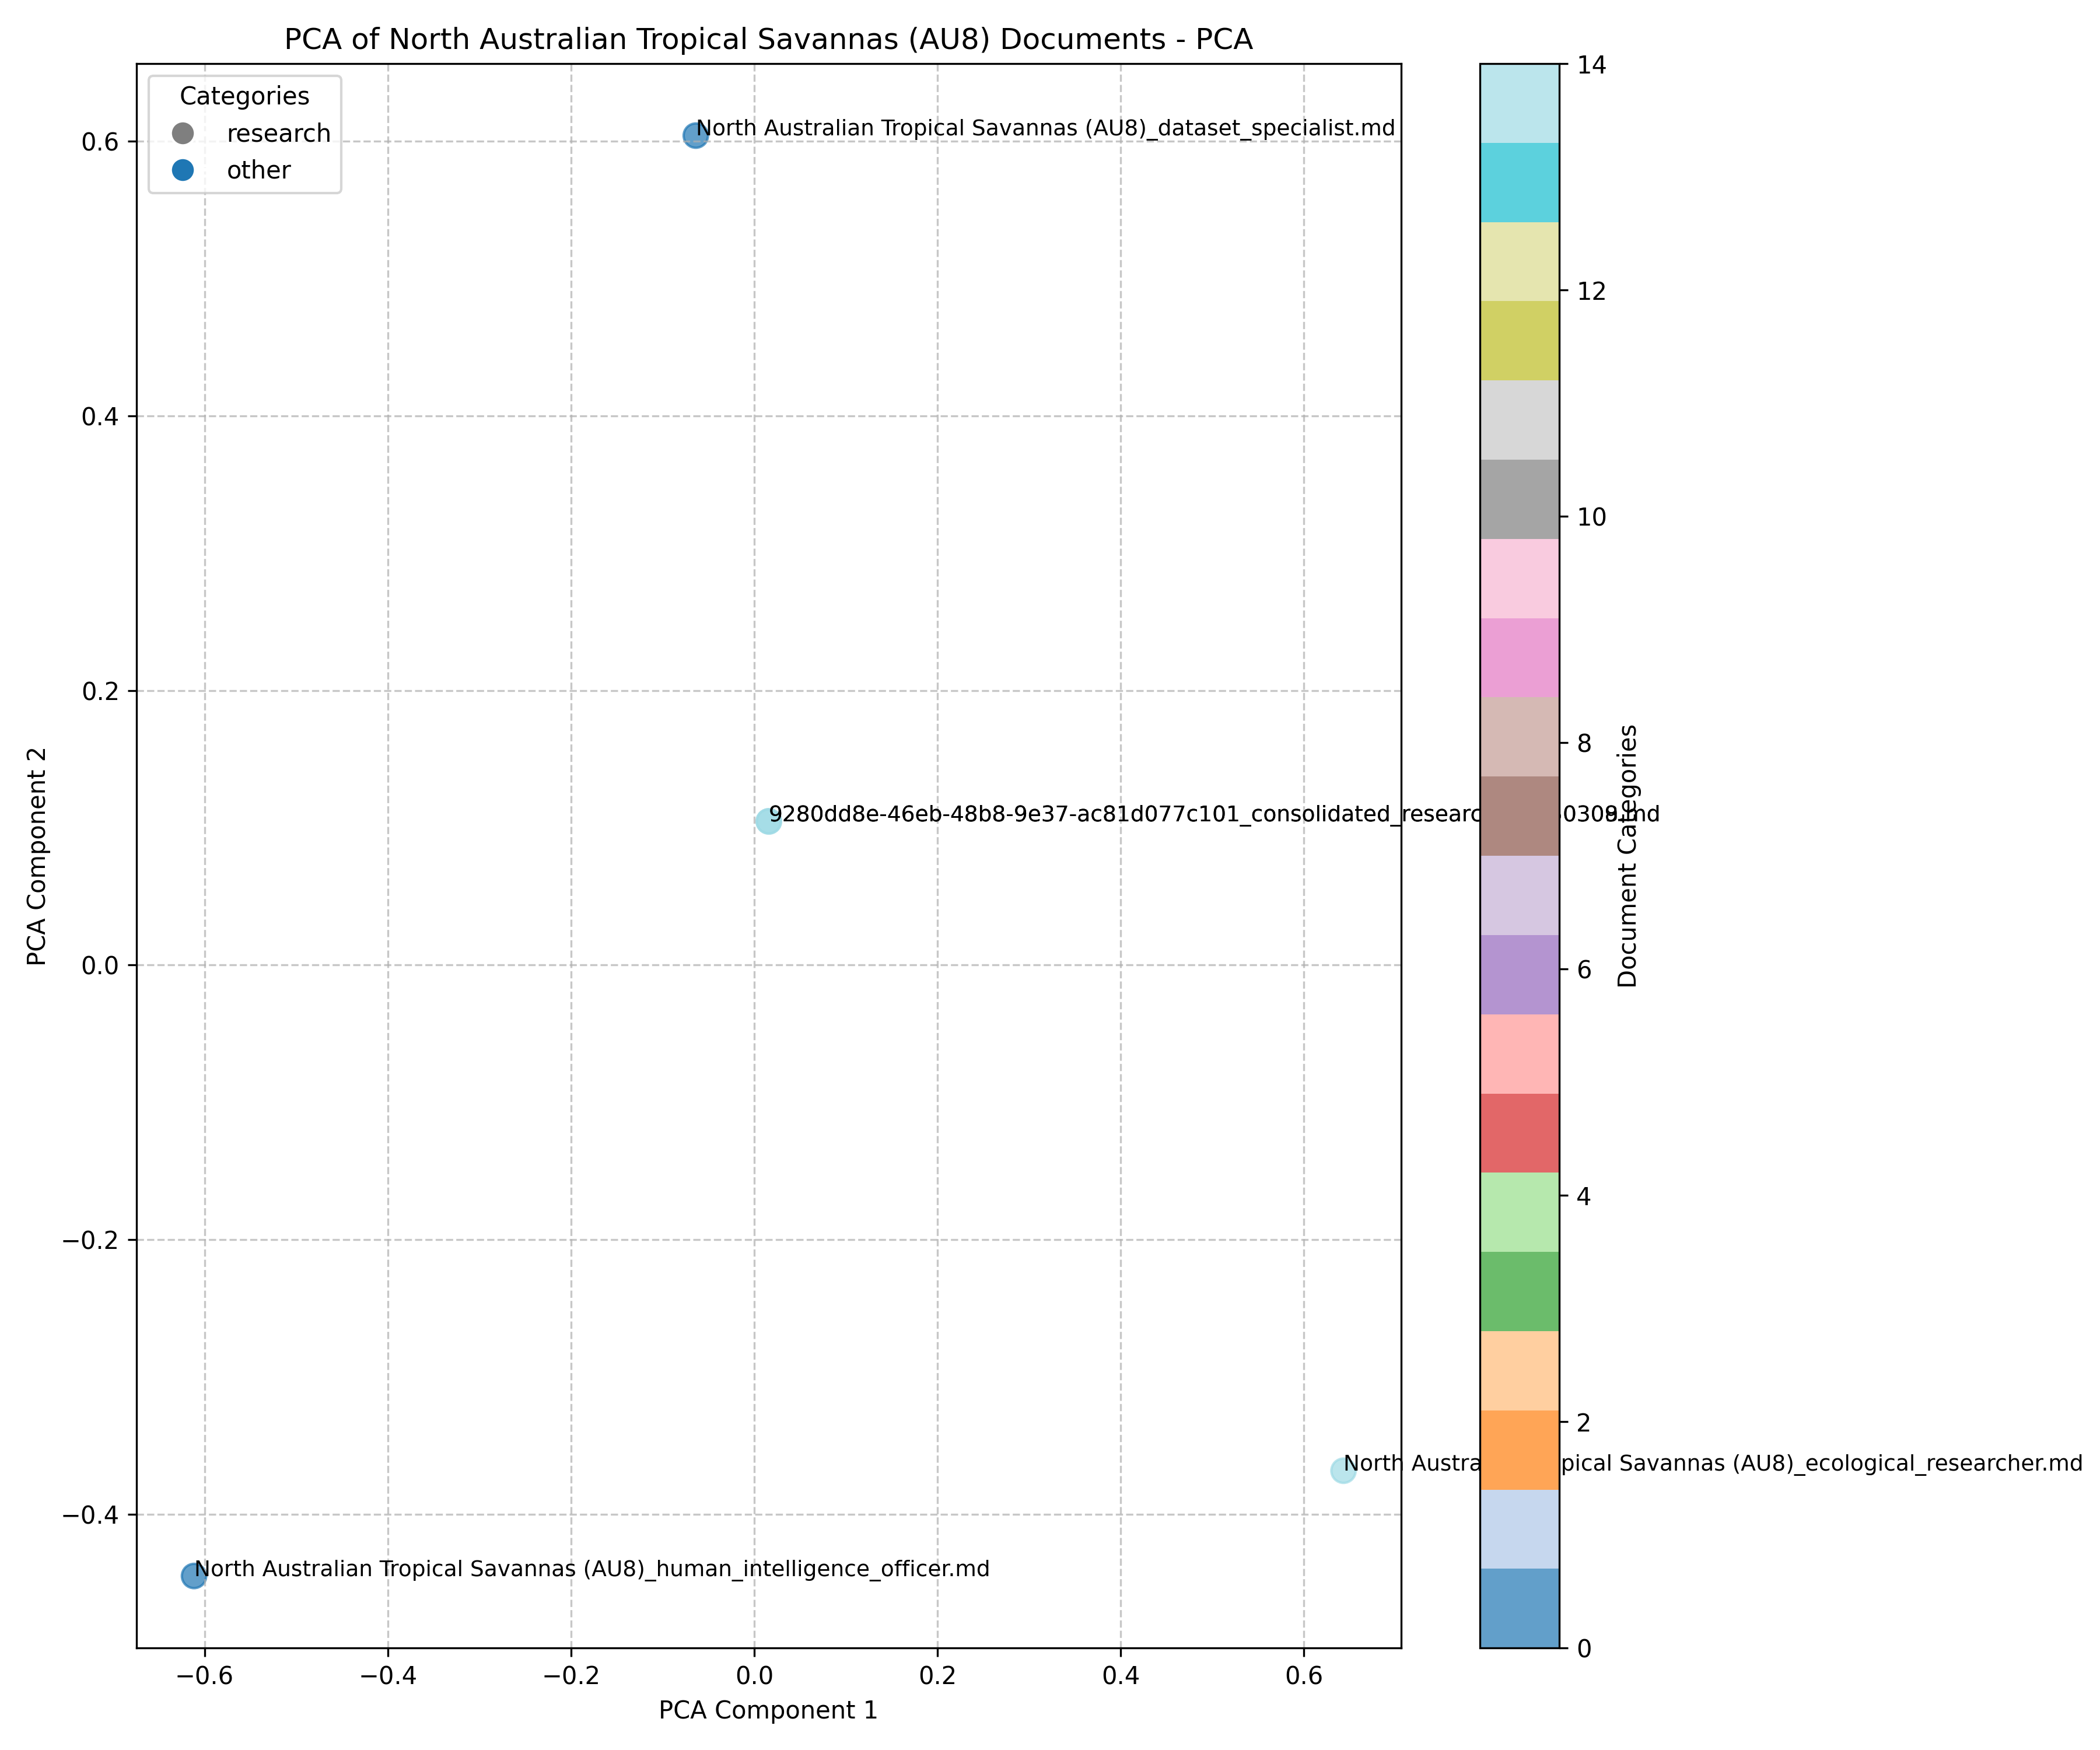 PCA of North Australian Tropical Savannas (AU8) Documents - PCA
Categories
research
other
North Australian Tropical Savannas (AU8)_dataset_specialist.md
9280dd8e-46eb-48b8-9e37-ac81d077c101_consolidated_researc
North Austra pical Savannas (AU8)_ecological_researcher.md
North Australian Tropical Savannas (AU8)_human_intelligence_officer.md
0.6
0.4
0.2
0.0
−0.2
−0.4
PCA Component 2
−0.6
−0.4
−0.2
0.0
0.2
0.4
0.6
PCA Component 1
14
12
10
8
6
4
2
0
Document Categories